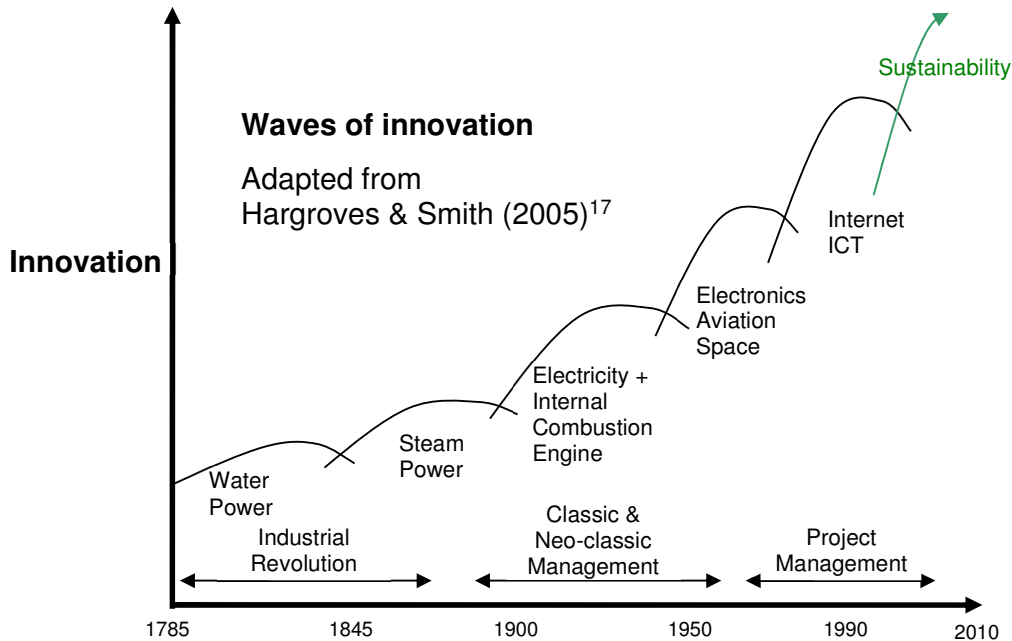 Sustainability
Waves of innovation
Adapted from
Hargroves & Smith (2005)17
Internet
ICT
Innovation
Electronics
Aviation
Space
Electricity +
Internal
Combustion
Engine
Steam
Power
Water
Power
Industrial
Revolution
Classic &
Neo-classic
Management
Project
Management
1785
1845
1900
1950
1990
2010